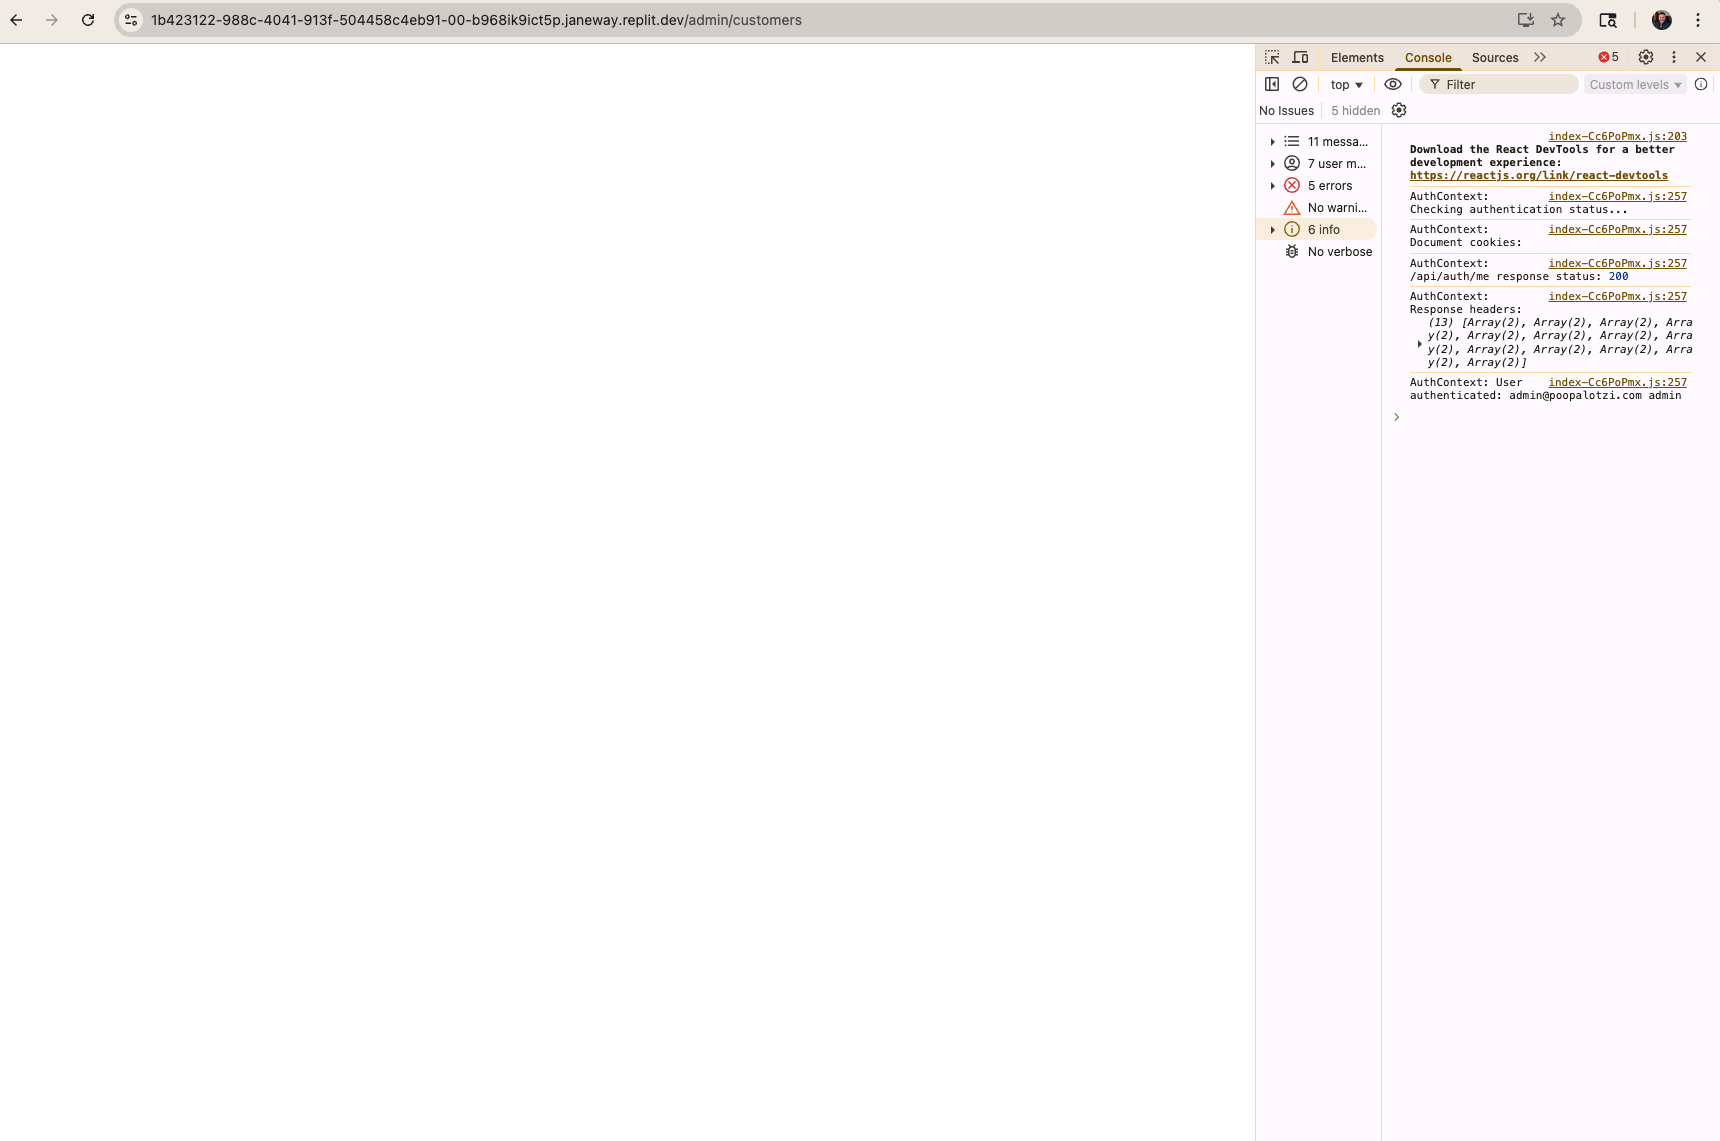 1b423122-988c-4041-913f-504458c4eb91-00-b968ik9ict5p.janeway.replit.dev/admin/customers
Elements Console Sources 5
top Filter Custom levels
No Issues 5 hidden
11 messa...
7 user m...
5 errors
No warni...
6 info
No verbose
index-Cc6PoPmx.js:203
Download the React DevTools for a better
development experience:
https://reactjs.org/link/react-devtools
AuthContext: index-Cc6PoPmx.js:257
Checking authentication status...
AuthContext: index-Cc6PoPmx.js:257
Document cookies:
AuthContext: index-Cc6PoPmx.js:257
/api/auth/me response status: 200
AuthContext: index-Cc6PoPmx.js:257
Response headers:
(13) [Array(2), Array(2), Array(2), Arra
y(2), Array(2), Array(2), Array(2), Arra
y(2), Array(2), Array(2), Array(2), Arra
y(2), Array(2)]
AuthContext: User index-Cc6PoPmx.js:257
authenticated: admin@poopalotzi.com admin